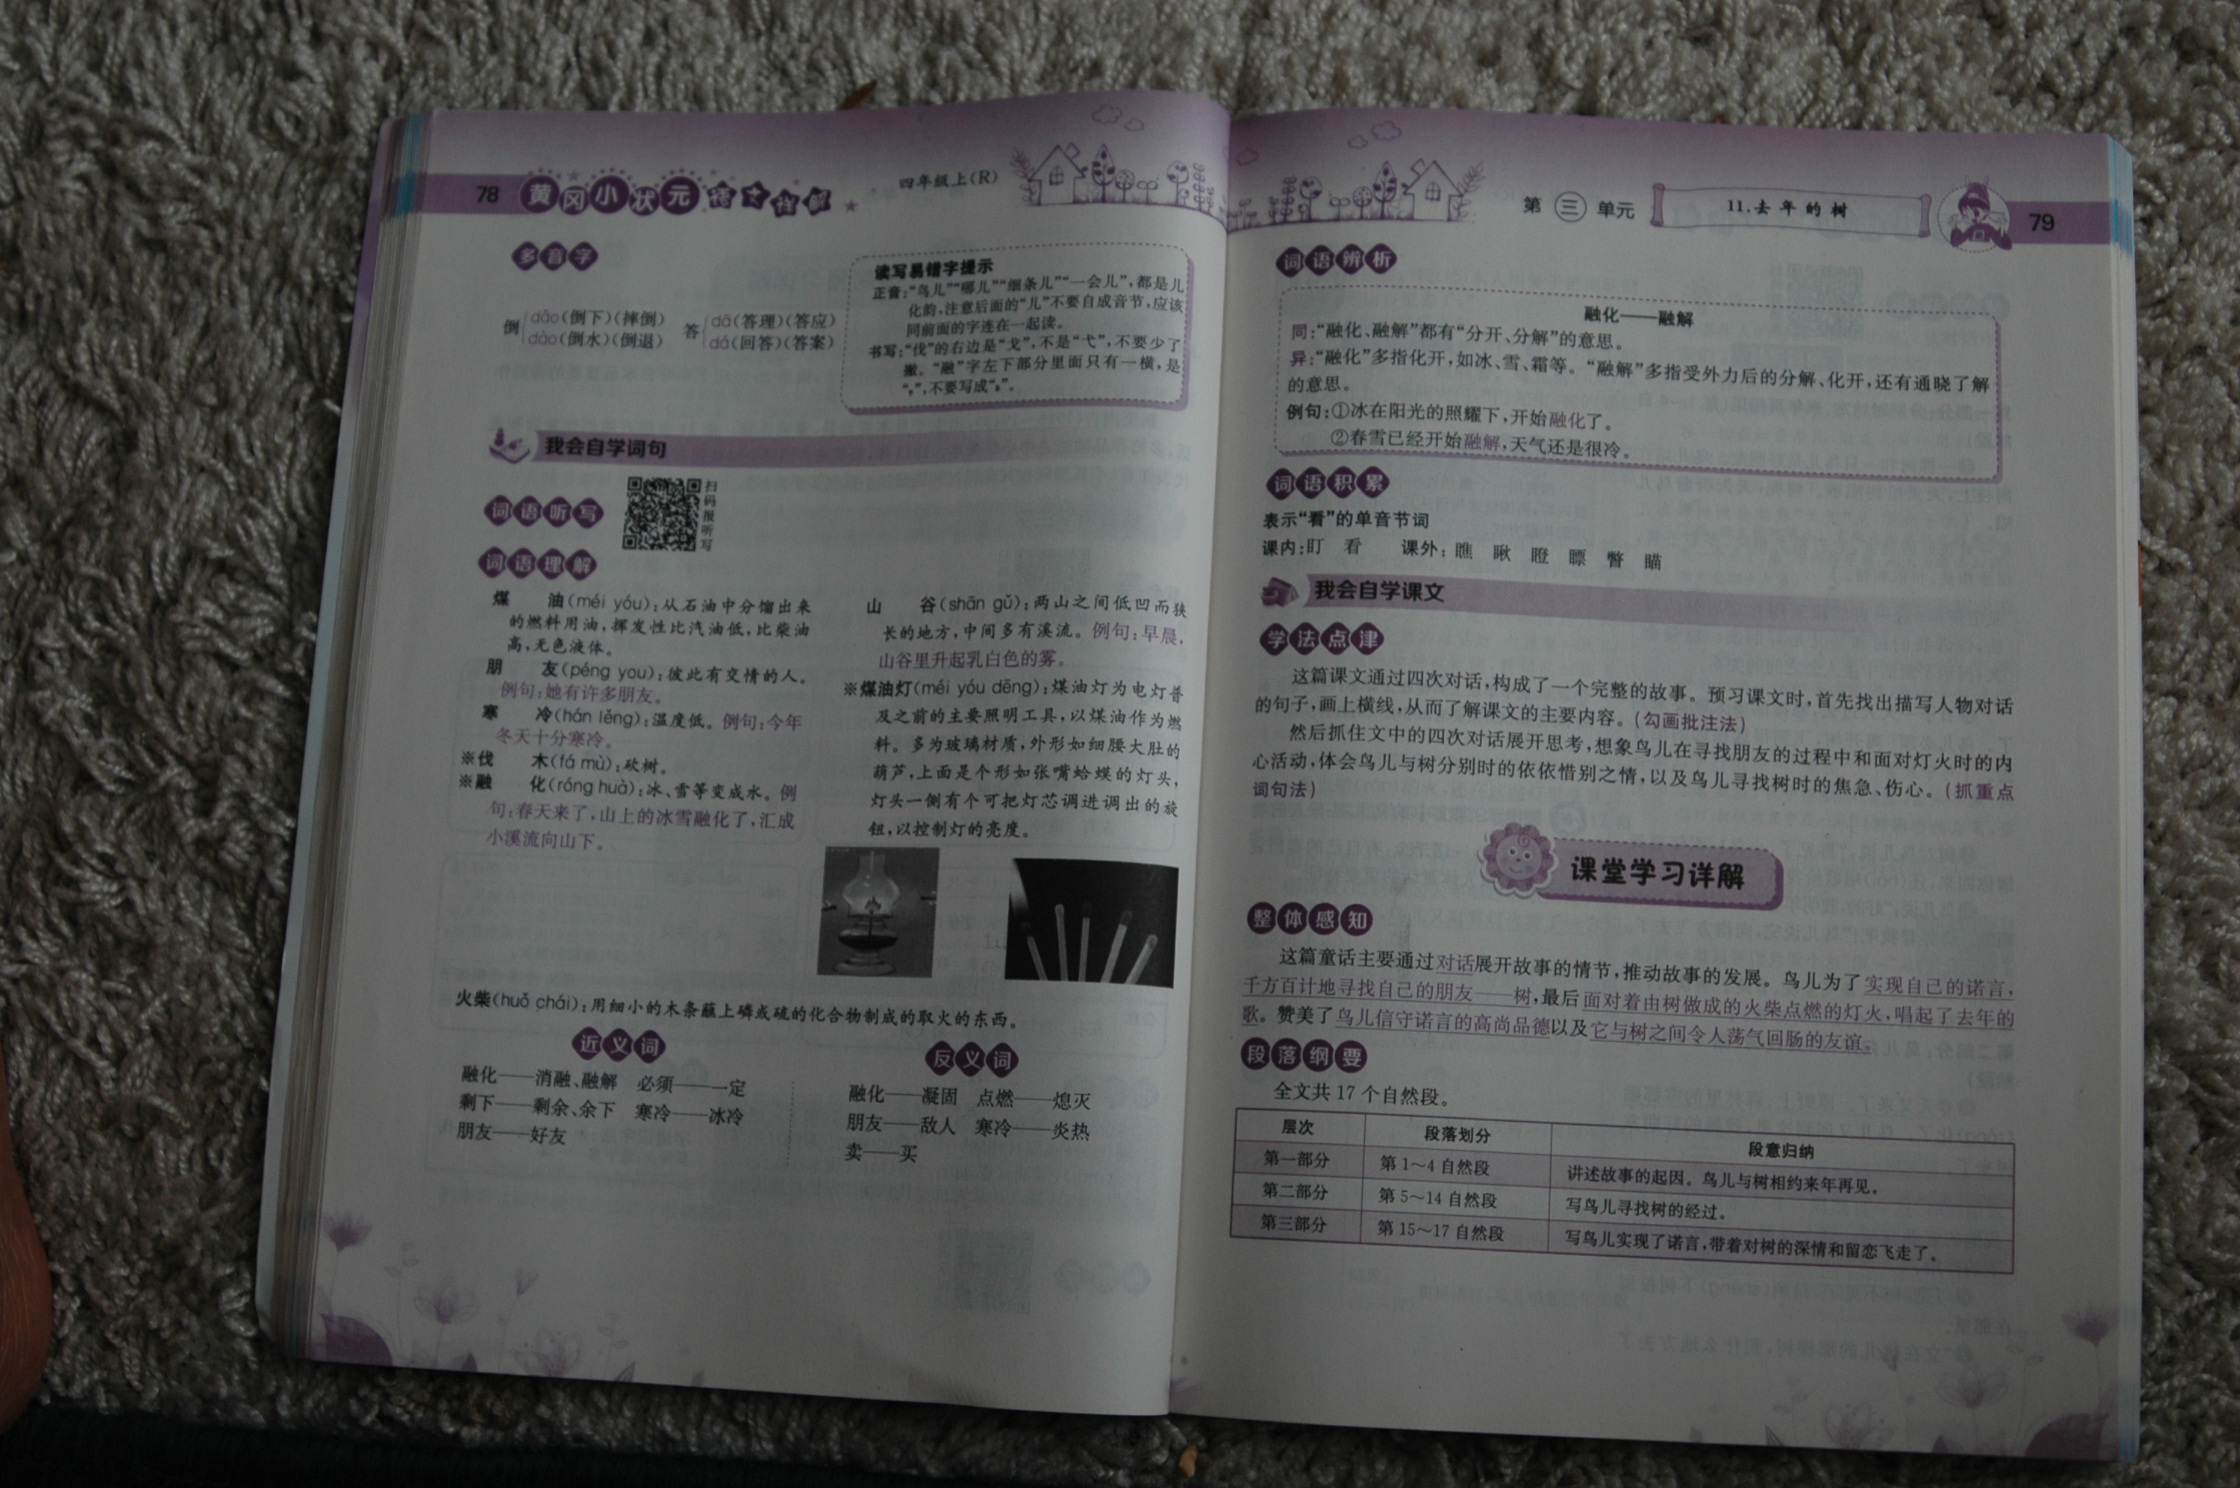 78 黄冈小状元 详解 四年级上(R)
多音字
倒
dǎo(倒下)(摔倒)
dào(倒水)(倒退)
答
dā(答理)(答应)
dá(回答)(答案)
读写易错字提示
正音:“鸟儿”“哪儿”“细条儿”“一会儿”,都是儿
化韵,注意后面的“儿”不要自成音节,应该
同前面的字连在一起读。
书写:“伐”的右边是“戈”,不是“弋”,不要少了
撇。“融”字左下部分里面只有一横,是
不要写成
我会自学词句
词语听写
扫
码
报
听
写
词语理解
煤 油(méi yóu):从石油中分馏出来
的燃料用油,挥发性比汽油低,比柴油
高,无色液体。
朋 友(péng you):彼此有交情的人。
例句:她有许多朋友。
寒 冷(hán lěng):温度低。例句:今年
冬天十分寒冷。
※伐 木(fá mù):砍树。
※融 化(róng huà):冰、雪等变成水。例
句:春天来了,山上的冰雪融化了,汇成
小溪流向山下。
山 谷(shān gǔ):两山之间低凹而狭
长的地方,中间多有溪流。例句:早晨,
山谷里升起乳白色的雾。
※煤油灯(méi yóu dēng):煤油灯为电灯普
及之前的主要照明工具,以煤油作为燃
料。多为玻璃材质,外形如细腰大肚的
葫芦,上面是个形如张嘴蛤蟆的灯头,
灯头一侧有个可把灯芯调进调出的旋
钮,以控制灯的亮度。
火柴(huǒ chái):用细小的木条蘸上磷或硫的化合物制成的取火的东西。
近义词
融化——消融、融解 必须——一定
剩下——剩余、余下 寒冷——冰冷
朋友——好友
反义词
融化——凝固 点燃——熄灭
朋友——敌人 寒冷——炎热
卖——买
第三单元 11.去年的树 79
词语辨析
融化——融解
同:“融化、融解”都有“分开、分解”的意思。
异:“融化”多指化开,如冰、雪、霜等。“融解”多指受外力后的分解、化开,还有通晓了解
的意思。
例句:①冰在阳光的照耀下,开始融化了。
②春雪已经开始融解,天气还是很冷。
词语积累
表示“看”的单音节词
课内:盯 看 课外:瞧 瞅 瞪 瞟 瞥 瞄
我会自学课文
学法点津
这篇课文通过四次对话,构成了一个完整的故事。预习课文时,首先找出描写人物对话
的句子,画上横线,从而了解课文的主要内容。(勾画批注法)
然后抓住文中的四次对话展开思考,想象鸟儿在寻找朋友的过程中和面对灯火时的内
心活动,体会鸟儿与树分别时的依依惜别之情,以及鸟儿寻找树时的焦急、伤心。(抓重点
词句法)
课堂学习详解
整体感知
这篇童话主要通过对话展开故事的情节,推动故事的发展。鸟儿为了实现自己的诺言,
千方百计地寻找自己的朋友——树,最后面对着由树做成的火柴点燃的灯火,唱起了去年的
歌。赞美了鸟儿信守诺言的高尚品德以及它与树之间令人荡气回肠的友谊。
段落纲要
全文共17个自然段。
层次 段落划分 段意归纳
第一部分 第1~4自然段 讲述故事的起因。鸟儿与树相约来年再见。
第二部分 第5~14自然段 写鸟儿寻找树的经过。
第三部分 第15~17自然段 写鸟儿实现了诺言,带着对树的深情和留恋飞走了。